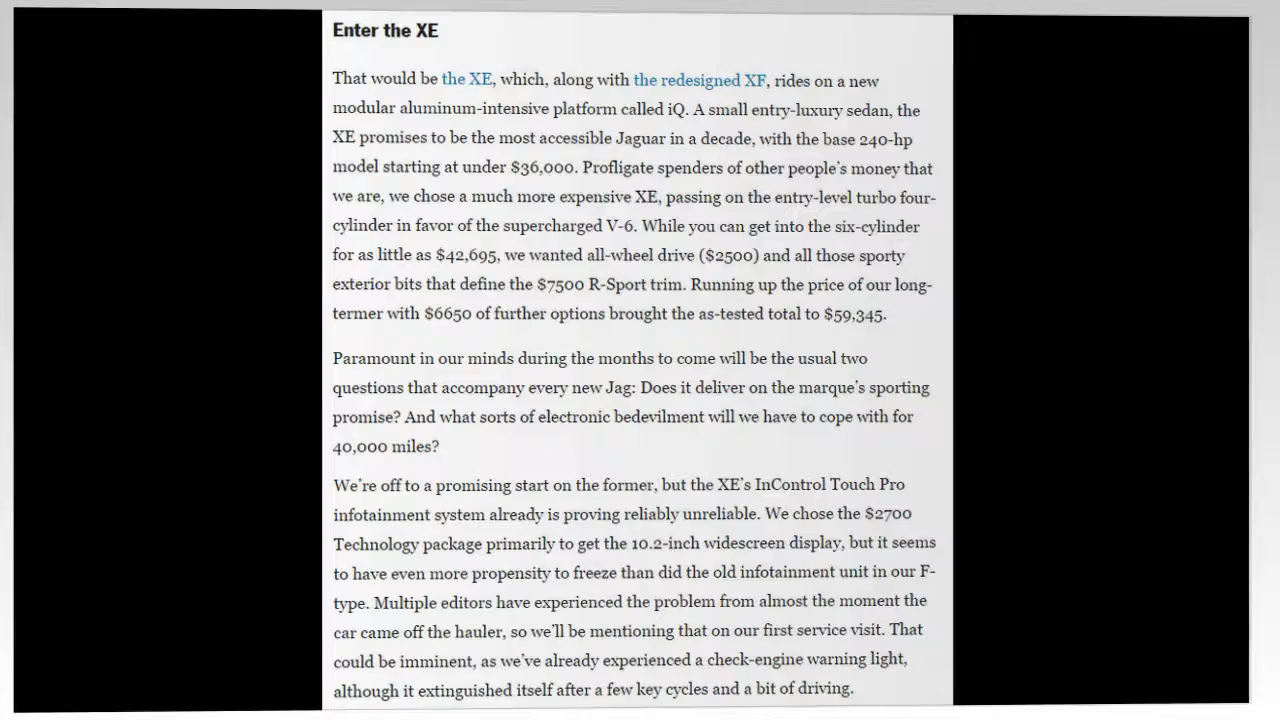 Enter the XE
That would be the XE, which, along with the redesigned XF, rides on a new
modular aluminum-intensive platform called iQ. A small entry-luxury sedan, the
XE promises to be the most accessible Jaguar in a decade, with the base 240-hp
model starting at under $36,000. Profligate spenders of other people's money that
we are, we chose a much more expensive XE, passing on the entry-level turbo four-
cylinder in favor of the supercharged V-6. While you can get into the six-cylinder
for as little as $42,695, we wanted all-wheel drive ($2500) and all those sporty
exterior bits that define the $7500 R-Sport trim. Running up the price of our long-
termer with $6650 of further options brought the as-tested total to $59,345.
Paramount in our minds during the months to come will be the usual two
questions that accompany every new Jag: Does it deliver on the marque's sporting
promise? And what sorts of electronic bedevilment will we have to cope with for
40,000 miles?
We're off to a promising start on the former, but the XE's InControl Touch Pro
infotainment system already is proving reliably unreliable. We chose the $2700
Technology package primarily to get the 10.2-inch widescreen display, but it seems
to have even more propensity to freeze than did the old infotainment unit in our F-
type. Multiple editors have experienced the problem from almost the moment the
car came off the hauler, so we'll be mentioning that on our first service visit. That
could be imminent, as we've already experienced a check-engine warning light,
although it extinguished itself after a few key cycles and a bit of driving.